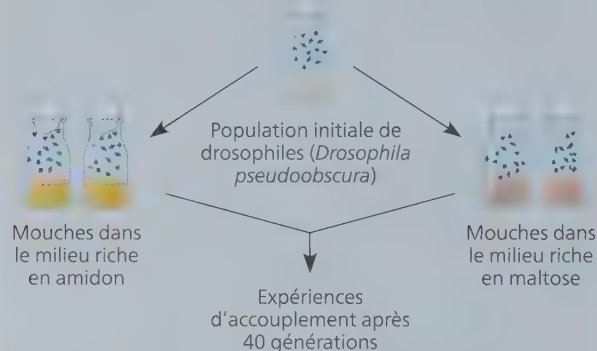 Population initiale de
drosophiles (Drosophila
pseudoobscura)
Mouches dans
le milieu riche
en amidon
Mouches dans
le milieu riche
en maltose
Expériences
d'accouplement après
40 générations